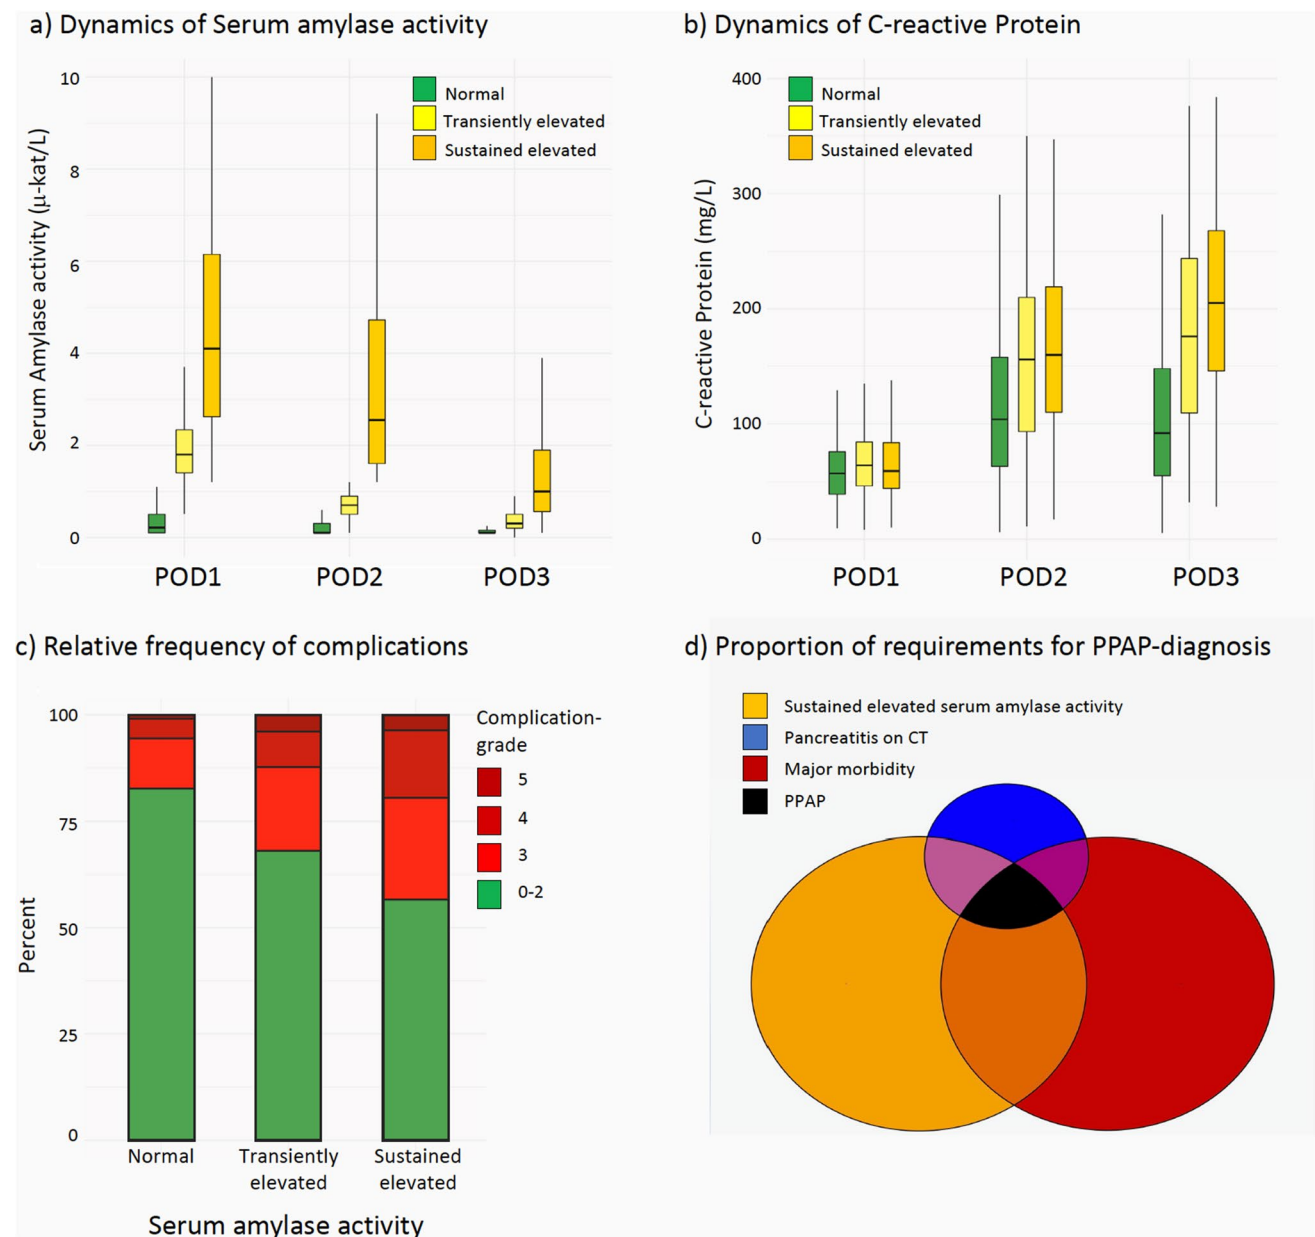 a) Dynamics of Serum amylase activity
Serum Amylase activity (µ-kat/L)
10
8
6
4
2
0
Normal
Transiently elevated
Sustained elevated
POD1 POD2 POD3
b) Dynamics of C-reactive Protein
C-reactive Protein (mg/L)
400
300
200
100
0
Normal
Transiently elevated
Sustained elevated
POD1 POD2 POD3
c) Relative frequency of complications
Percent
100
75
50
25
0
Complication-
grade
5
4
3
0-2
Normal Transiently Sustained
elevated elevated
Serum amylase activity
d) Proportion of requirements for PPAP-diagnosis
Sustained elevated serum amylase activity
Pancreatitis on CT
Major morbidity
PPAP